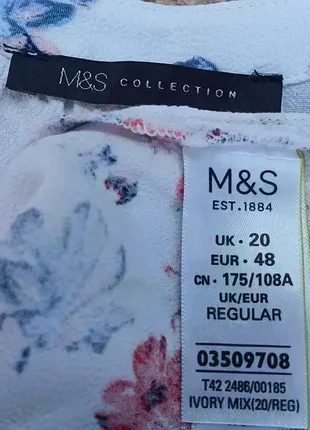 M&S COLLECTION
M&S
EST. 1884
UK · 20
EUR · 48
CN · 175/108A
UK/EUR
REGULAR
03509708
T42 2486/00185
IVORY MIX(20/REG)